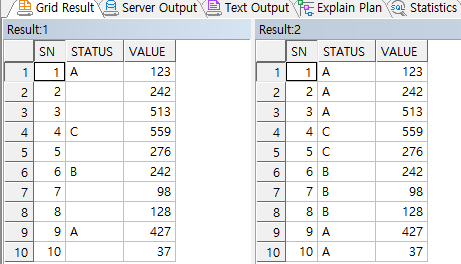 Grid Result Server Output Text Output Explain Plan Statistics
Result:1
SN STATUS VALUE
1 1 A 123
2 2 242
3 3 513
4 4 C 559
5 5 276
6 6 B 242
7 7 98
8 8 128
9 9 A 427
10 10 37
Result:2
SN STATUS VALUE
1 1 A 123
2 2 A 242
3 3 A 513
4 4 C 559
5 5 C 276
6 6 B 242
7 7 B 98
8 8 B 128
9 9 A 427
10 10 A 37